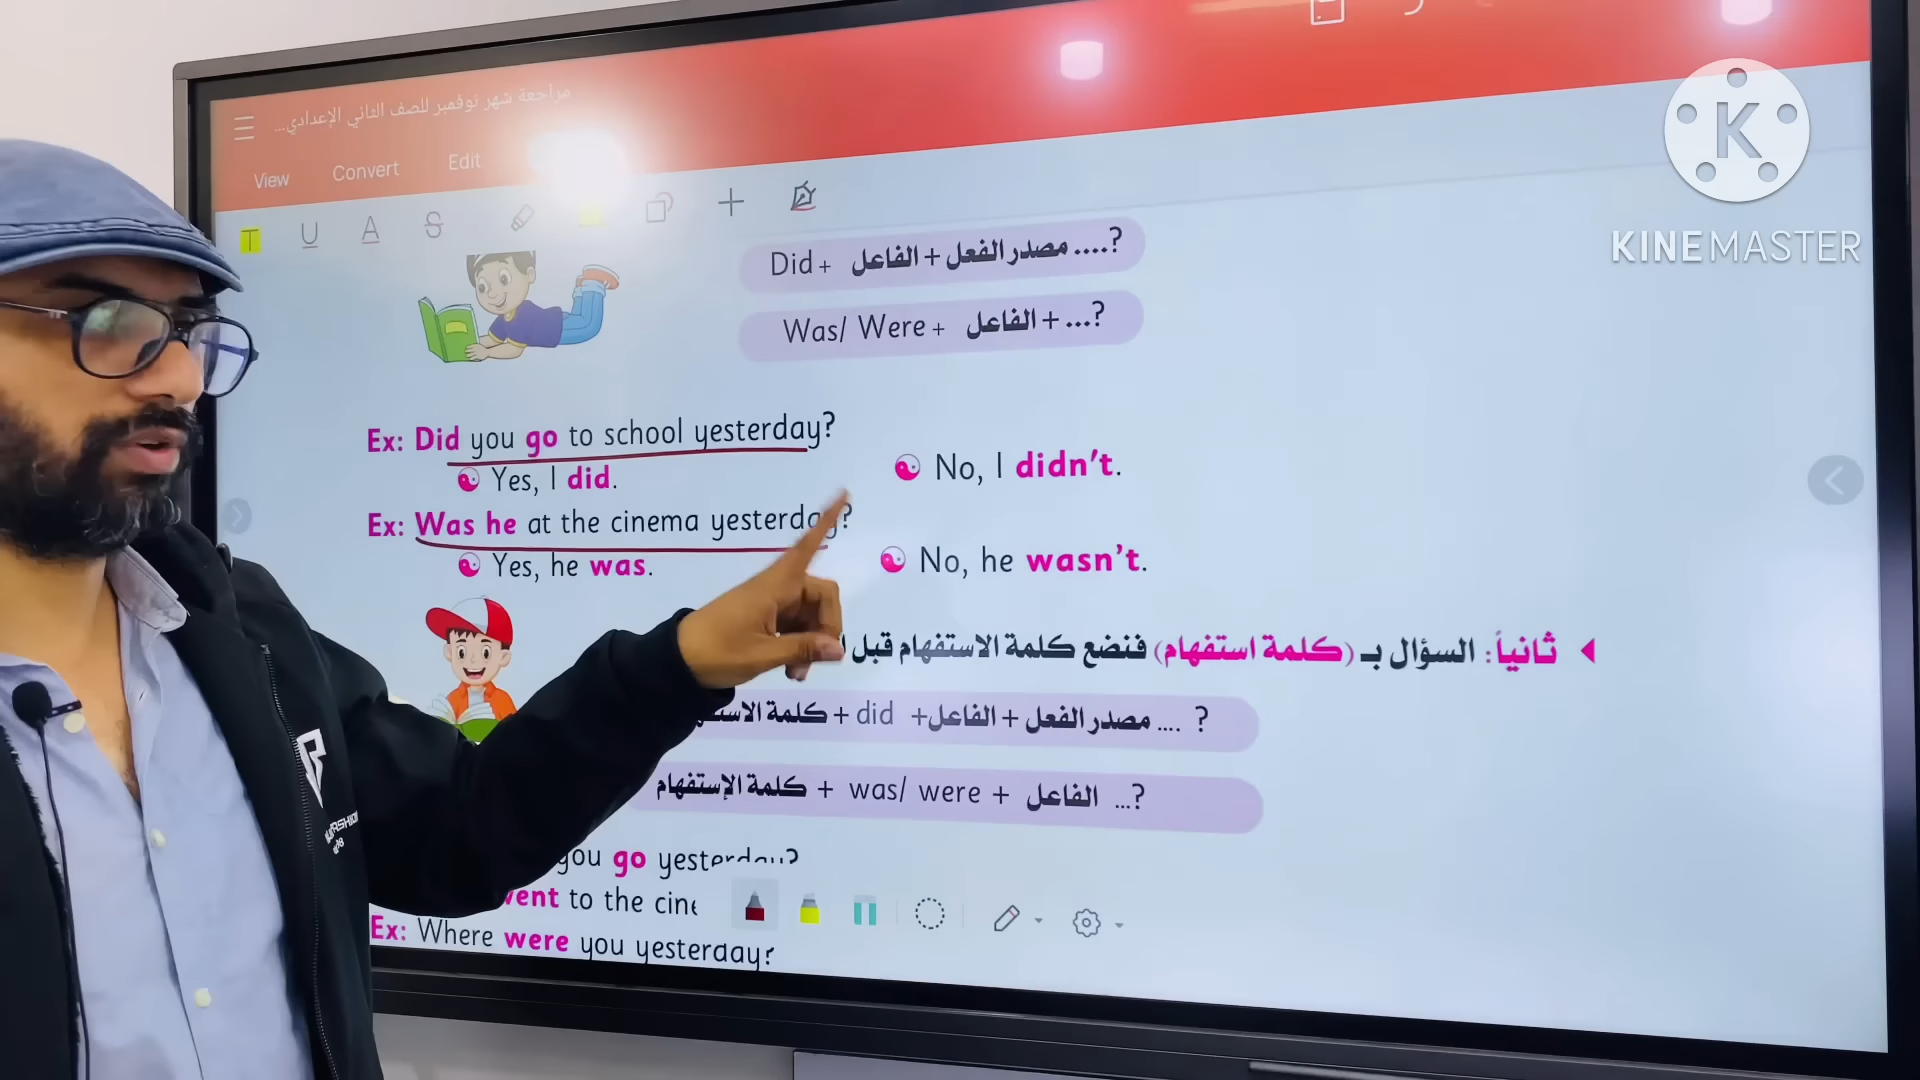 مراجعة شهر نوفمبر للصف الثاني الإعدادي...
View Convert Edit
T U A S
K
KINEMASTER
Did + الفاعل + مصدر الفعل ....?
Was/ Were + الفاعل + ...?
Ex: Did you go to school yesterday?
Yes, I did.
No, I didn't.
Ex: Was he at the cinema yesterday?
Yes, he was.
No, he wasn't.
ثانياً: السؤال بـ (كلمة استفهام) فنضع كلمة الاستفهام قبل
+ did + الفاعل + مصدر الفعل .... ?
كلمة الإستفهام + was/ were + الفاعل ...?
you go yesterday?
to the
Ex: Where were you yesterday?